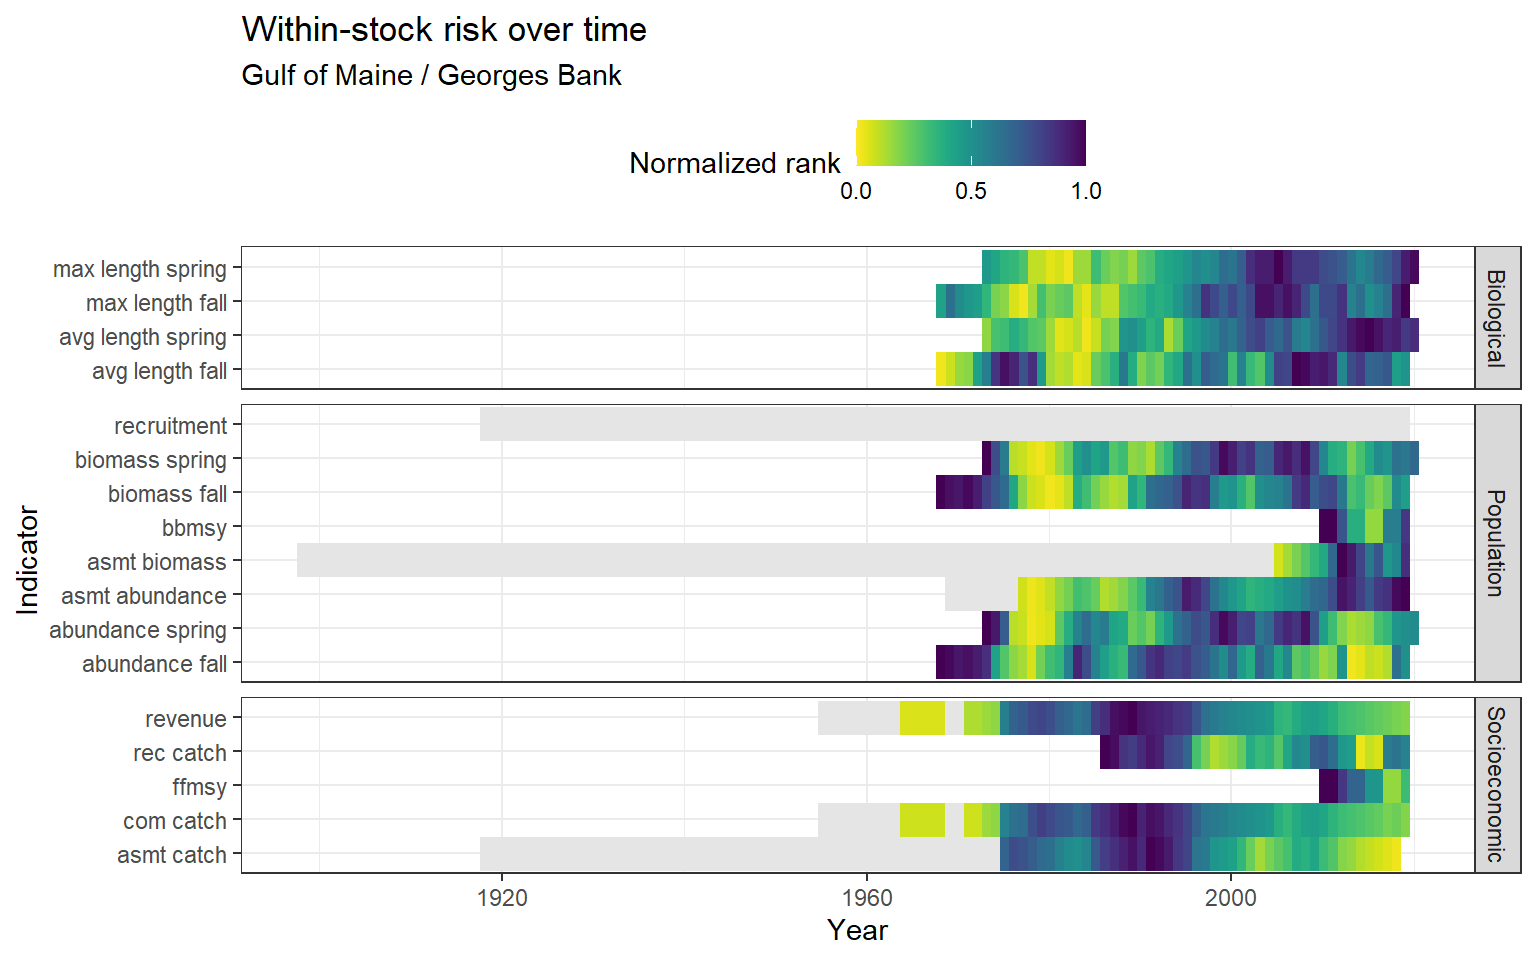 Within-stock risk over time
Gulf of Maine / Georges Bank
Normalized rank
0.0 0.5 1.0
max length spring
max length fall
avg length spring
avg length fall
Biological
recruitment
biomass spring
biomass fall
bbmsy
asmt biomass
asmt abundance
abundance spring
abundance fall
Population
revenue
rec catch
ffmsy
com catch
asmt catch
Socioeconomic
Indicator
1920 1960 2000
Year